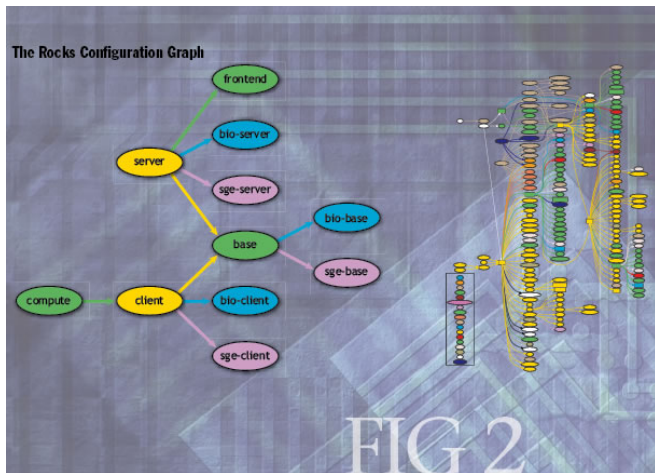 The Rocks Configuration Graph
frontend
bio-server
server
sge-server
bio-base
base
sge-base
compute
client
bio-client
sge-client
FIG 2